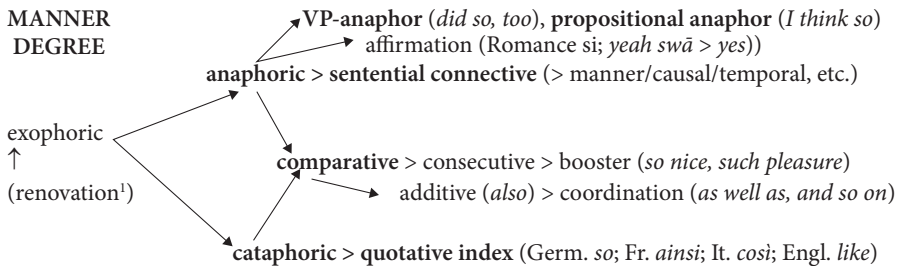 MANNER
DEGREE
VP-anaphor (did so, too), propositional anaphor (I think so)
affirmation (Romance si; yeah swā > yes))
anaphoric > sentential connective (> manner/causal/temporal, etc.)
exophoric
↑
(renovation¹)
comparative > consecutive > booster (so nice, such pleasure)
additive (also) > coordination (as well as, and so on)
cataphoric > quotative index (Germ. so; Fr. ainsi; It. così; Engl. like)